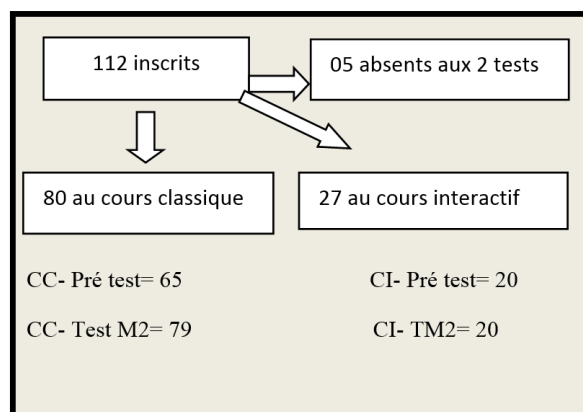 112 inscrits
05 absents aux 2 tests
80 au cours classique
27 au cours interactif
CC- Pré test= 65
CI- Pré test= 20
CC- Test M2= 79
CI- TM2= 20